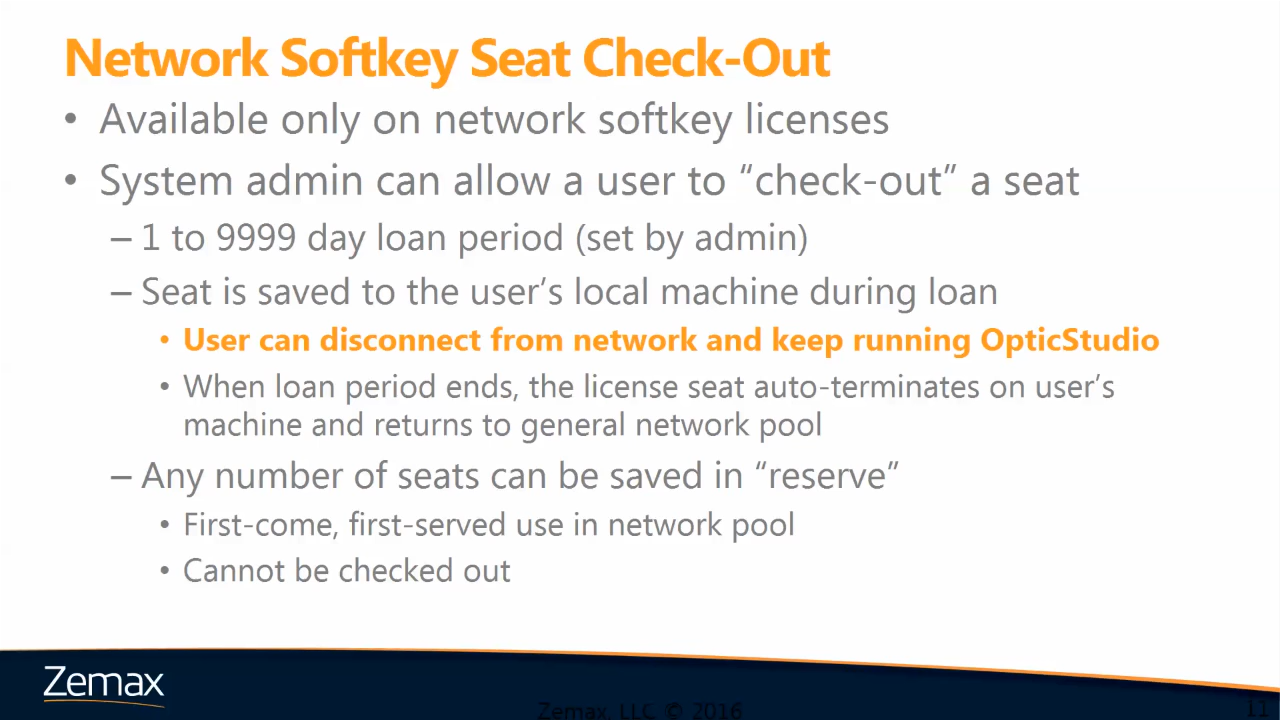 Network Softkey Seat Check-Out
• Available only on network softkey licenses
• System admin can allow a user to “check-out” a seat
– 1 to 9999 day loan period (set by admin)
– Seat is saved to the user’s local machine during loan
• User can disconnect from network and keep running OpticStudio
• When loan period ends, the license seat auto-terminates on user’s
machine and returns to general network pool
– Any number of seats can be saved in “reserve”
• First-come, first-served use in network pool
• Cannot be checked out
Zemax
Zemax, LLC © 2016
11